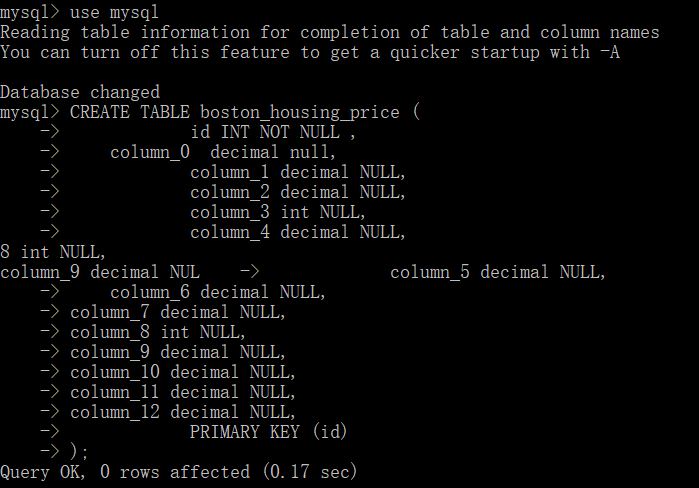 mysql> use mysql
Reading table information for completion of table and column names
You can turn off this feature to get a quicker startup with -A
Database changed
mysql> CREATE TABLE boston_housing_price (
-> id INT NOT NULL ,
-> column_0 decimal null,
-> column_1 decimal NULL,
-> column_2 decimal NULL,
-> column_3 int NULL,
-> column_4 decimal NULL,
8 int NULL,
column_9 decimal NUL -> column_5 decimal NULL,
-> column_6 decimal NULL,
-> column_7 decimal NULL,
-> column_8 int NULL,
-> column_9 decimal NULL,
-> column_10 decimal NULL,
-> column_11 decimal NULL,
-> column_12 decimal NULL,
-> PRIMARY KEY (id)
-> );
Query OK, 0 rows affected (0.17 sec)